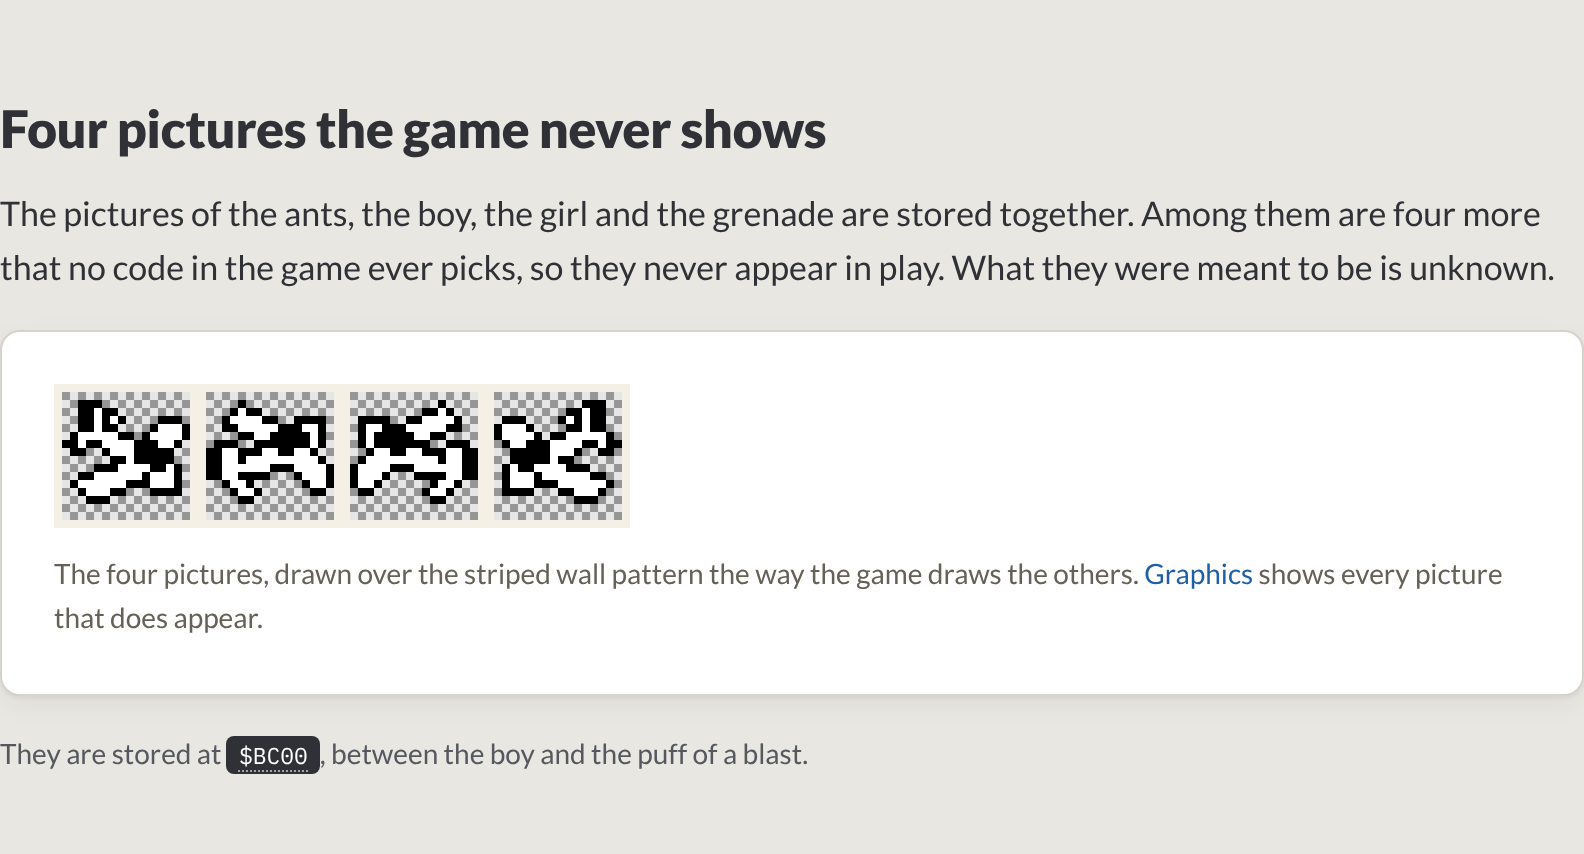 Four pictures the game never shows
The pictures of the ants, the boy, the girl and the grenade are stored together. Among them are four more
that no code in the game ever picks, so they never appear in play. What they were meant to be is unknown.
The four pictures, drawn over the striped wall pattern the way the game draws the others. Graphics shows every picture
that does appear.
They are stored at $BC00, between the boy and the puff of a blast.